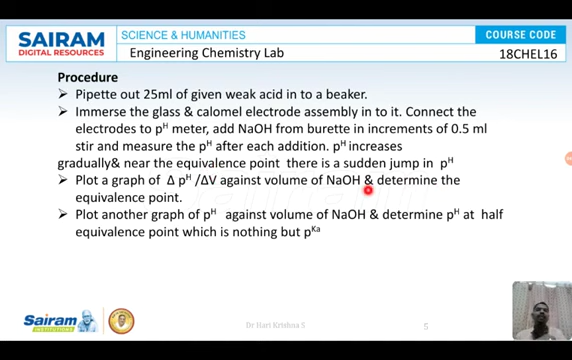 SAIRAM
DIGITAL RESOURCES
SCIENCE & HUMANITIES
COURSE CODE
Engineering Chemistry Lab
18CHEL16
Procedure
➢ Pipette out 25ml of given weak acid in to a beaker.
➢ Immerse the glass & calomel electrode assembly in to it. Connect the
electrodes to pᴴ meter, add NaOH from burette in increments of 0.5 ml
stir and measure the pᴴ after each addition. pᴴ increases
gradually& near the equivalence point there is a sudden jump in pᴴ
➢ Plot a graph of Δ pᴴ /ΔV against volume of NaOH & determine the
equivalence point.
➢ Plot another graph of pᴴ against volume of NaOH & determine pᴴ at half
equivalence point which is nothing but pᴷᵃ
Sairam
INSTITUTIONS
Dr Hari Krishna S
5